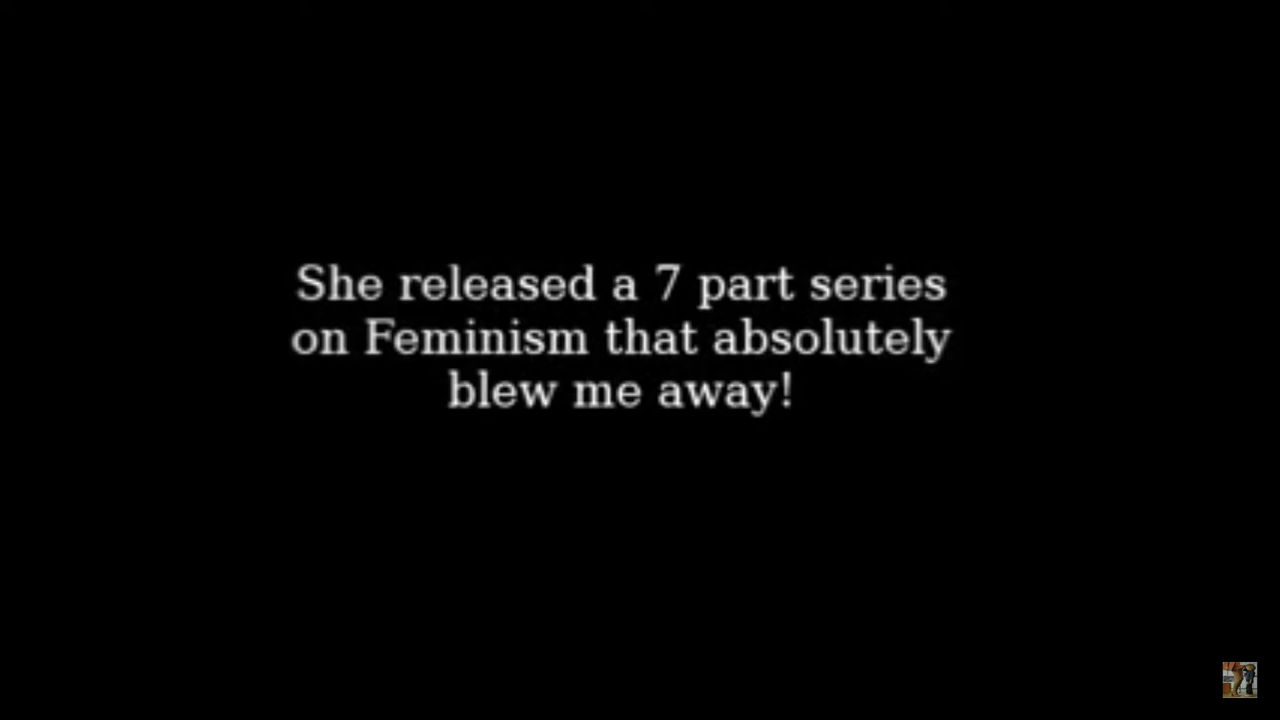 She released a 7 part series
on Feminism that absolutely
blew me away!